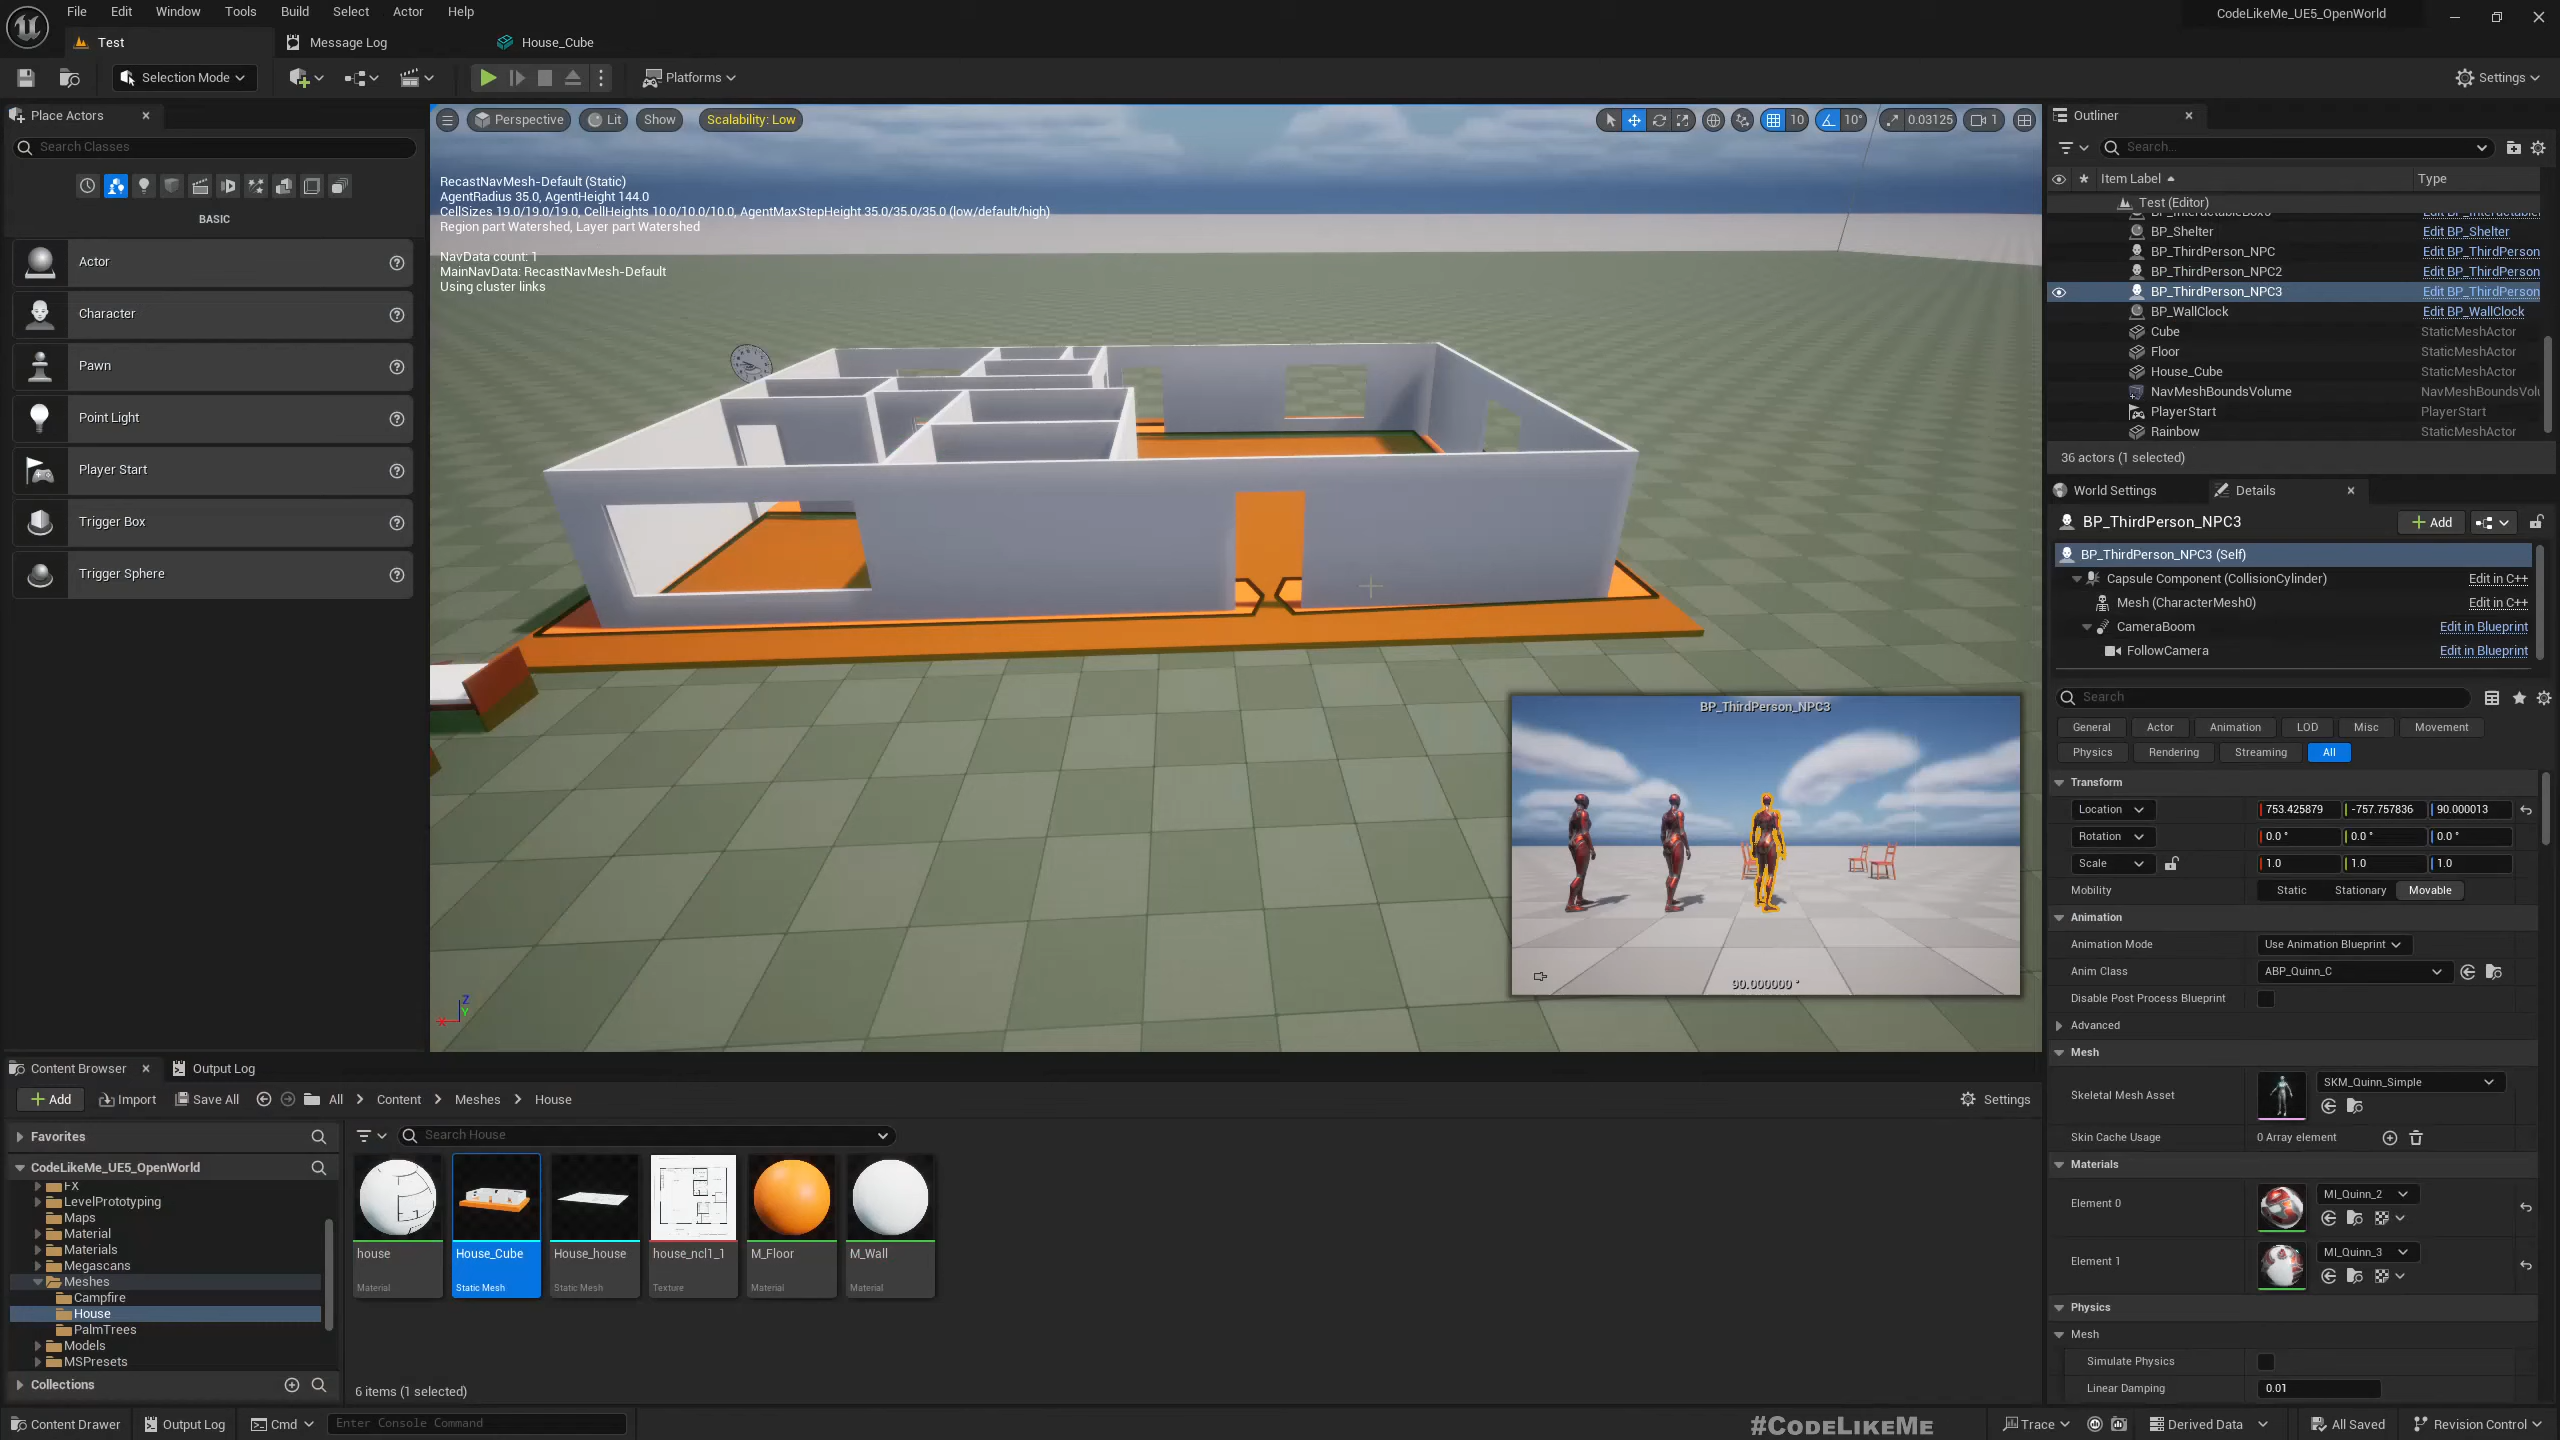 File Edit Window Tools Build Select Actor Help
CodeLikeMe_UE5_OpenWorld
Test
Message Log
House_Cube
Selection Mode
Platforms
Settings
Place Actors
Search Classes
BASIC
Actor
Character
Pawn
Point Light
Player Start
Trigger Box
Trigger Sphere
Perspective
Lit
Show
Scalability: Low
10
10°
0.03125
1
RecastNavMesh-Default (Static)
AgentRadius 35.0, AgentHeight 144.0
CellSizes 19.0/19.0/19.0, CellHeights 10.0/10.0/10.0, AgentMaxStepHeight 35.0/35.0/35.0 (low/default/high)
Region part Watershed, Layer part Watershed
NavData count: 1
MainNavData: RecastNavMesh-Default
Using cluster links
BP_ThirdPerson_NPC3
90.000000 °
Z
Y
X
Outliner
Search...
Item Label
Type
Test (Editor)
BP_Shelter Edit BP_Shelter
BP_ThirdPerson_NPC Edit BP_ThirdPerson
BP_ThirdPerson_NPC2 Edit BP_ThirdPerson
BP_ThirdPerson_NPC3 Edit BP_ThirdPerson
BP_WallClock Edit BP_WallClock
Cube StaticMeshActor
Floor StaticMeshActor
House_Cube StaticMeshActor
NavMeshBoundsVolume NavMeshBoundsVolu
PlayerStart PlayerStart
Rainbow StaticMeshActor
36 actors (1 selected)
World Settings
Details
BP_ThirdPerson_NPC3
Add
BP_ThirdPerson_NPC3 (Self)
Capsule Component (CollisionCylinder) Edit in C++
Mesh (CharacterMesh0) Edit in C++
CameraBoom Edit in Blueprint
FollowCamera Edit in Blueprint
Search
General Actor Animation LOD Misc Movement
Physics Rendering Streaming All
Transform
Location 753.425879 -757.757836 90.000013
Rotation 0.0 ° 0.0 ° 0.0 °
Scale 1.0 1.0 1.0
Mobility Static Stationary Movable
Animation
Animation Mode Use Animation Blueprint
Anim Class ABP_Quinn_C
Disable Post Process Blueprint
Advanced
Mesh
Skeletal Mesh Asset SKM_Quinn_Simple
Skin Cache Usage 0 Array element
Materials
Element 0 MI_Quinn_2
Element 1 MI_Quinn_3
Physics
Mesh
Simulate Physics
Linear Damping 0.01
Content Browser
Output Log
Add Import Save All All Content Meshes House
Settings
Favorites
CodeLikeMe_UE5_OpenWorld
FX
LevelPrototyping
Maps
Material
Materials
Megascans
Meshes
Campfire
House
PalmTrees
Models
MSPresets
Collections
Search House
house
Material
House_Cube
Static Mesh
House_house
Static Mesh
house_ncl1_1
Texture
M_Floor
Material
M_Wall
Material
6 items (1 selected)
Content Drawer Output Log Cmd Enter Console Command
#CodeLikeMe
Trace Derived Data All Saved Revision Control